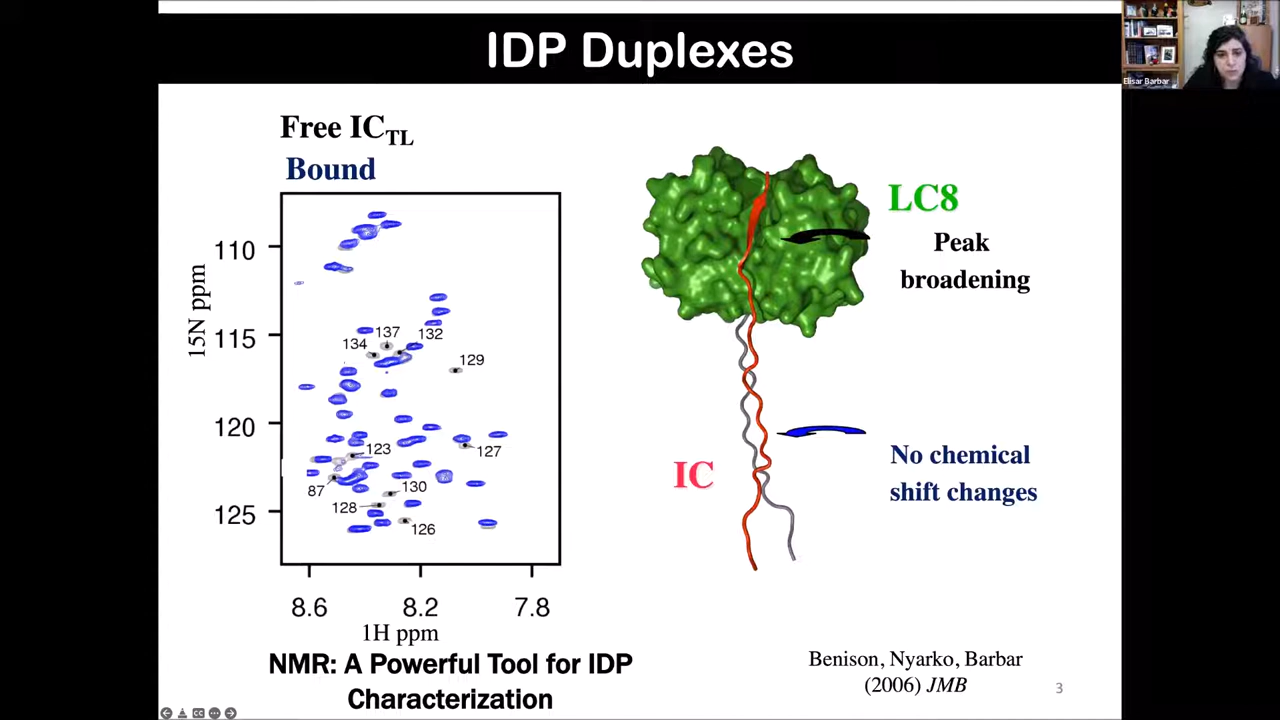 IDP Duplexes
Elisar Barbar
Free IC_TL
Bound
110
115
120
125
15N ppm
137
132
134
129
123
127
87
130
128
126
8.6
8.2
7.8
1H ppm
NMR: A Powerful Tool for IDP
Characterization
LC8
Peak
broadening
IC
No chemical
shift changes
Benison, Nyarko, Barbar
(2006) JMB
3